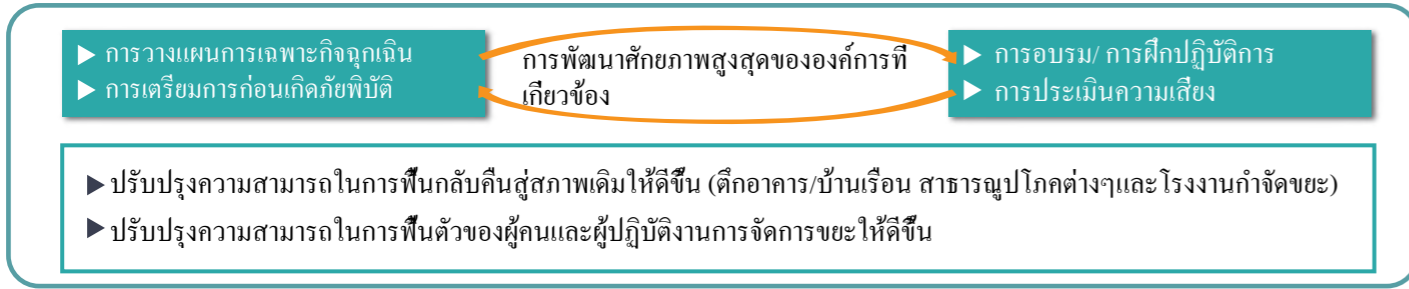 ▶ การวางแผนการเฉพาะกิจฉุกเฉิน
▶ การเตรียมการก่อนเกิดภัยพิบัติ
การพัฒนาศักยภาพสูงสุดขององค์การที่
เกี่ยวข้อง
▶ การอบรม/ การฝึกปฏิบัติการ
▶ การประเมินความเสี่ยง
▶ ปรับปรุงความสามารถในการฟื้นกลับคืนสู่สภาพเดิมให้ดีขึ้น (ตึกอาคาร/บ้านเรือน สาธารณูปโภคต่างๆและโรงงานกำจัดขยะ)
▶ ปรับปรุงความสามารถในการฟื้นตัวของผู้คนและผู้ปฏิบัติงานการจัดการขยะให้ดีขึ้น